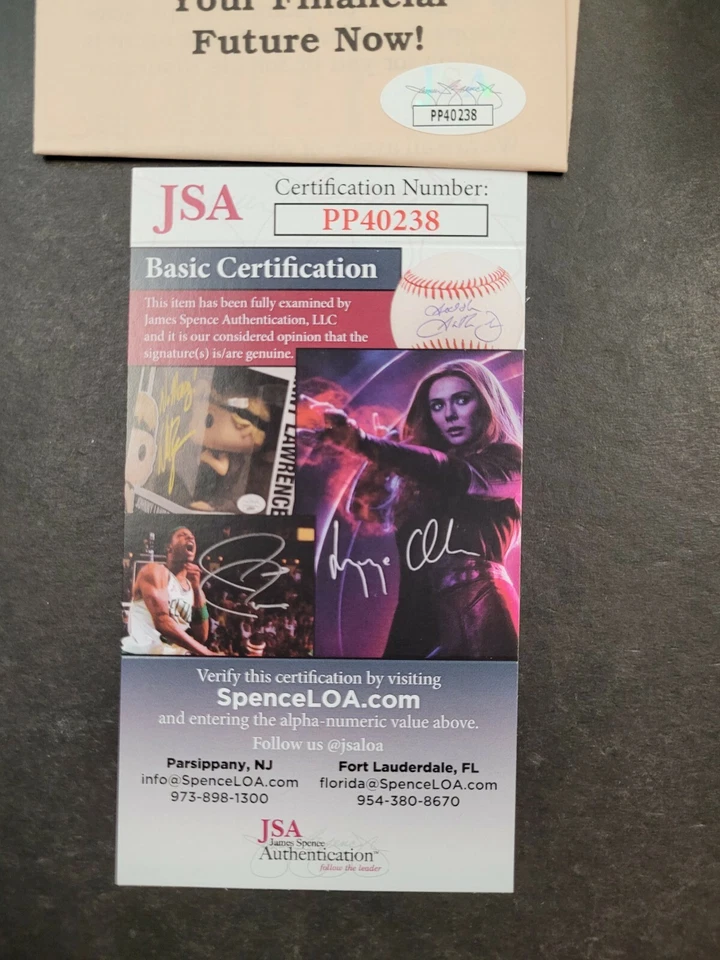 Your Financial
Future Now!
PP40238
JSA
Certification Number:
PP40238
Basic Certification
This item has been fully examined by
James Spence Authentication, LLC
and it is our considered opinion that the
signature(s) is/are genuine.
LAWRENCE
Verify this certification by visiting
SpenceLOA.com
and entering the alpha-numeric value above.
Follow us @jsaloa
Parsippany, NJ
info@SpenceLOA.com
973-898-1300
Fort Lauderdale, FL
florida@SpenceLOA.com
954-380-8670
JSA
James Spence
Authentication™
follow the leader